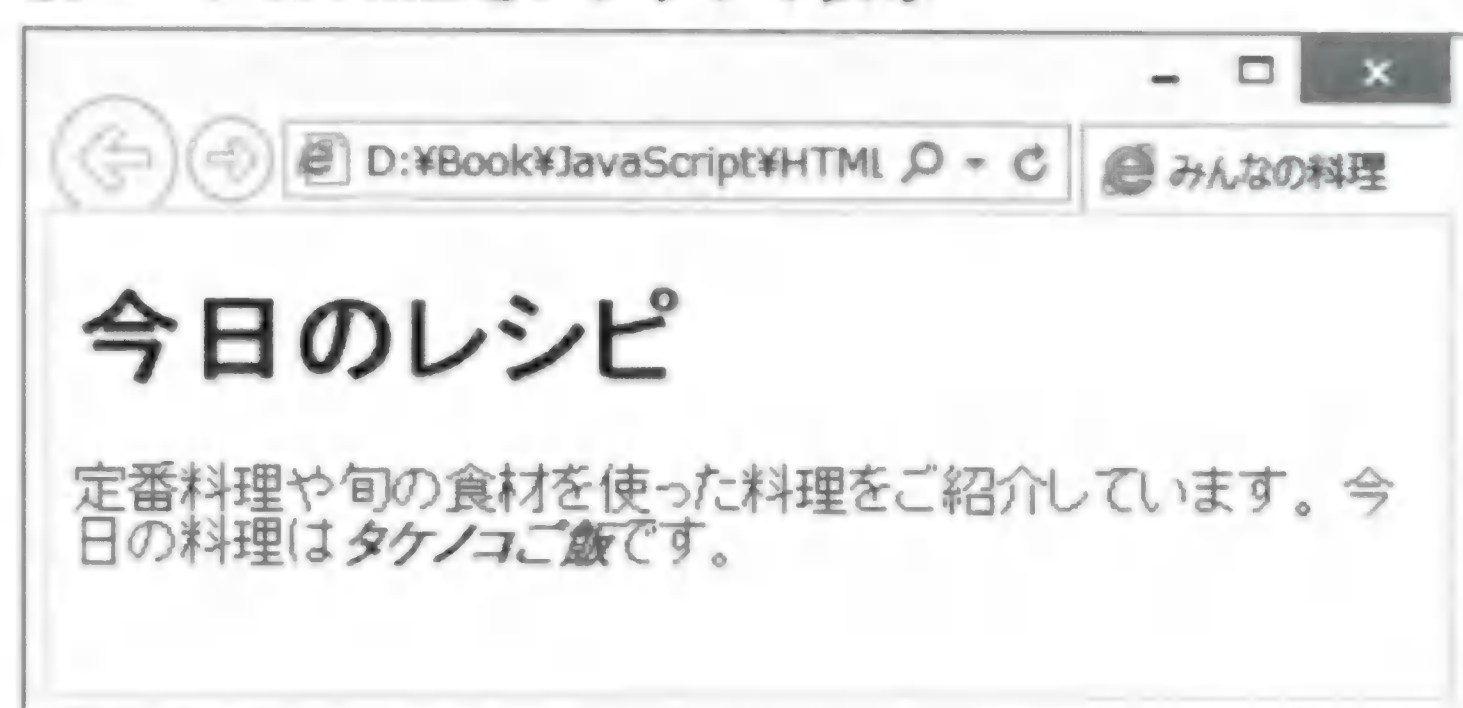 D:¥Book¥JavaScript¥HTML
みんなの料理
今日のレシピ
定番料理や旬の食材を使った料理をご紹介しています。今
日の料理はタケノコご飯です。